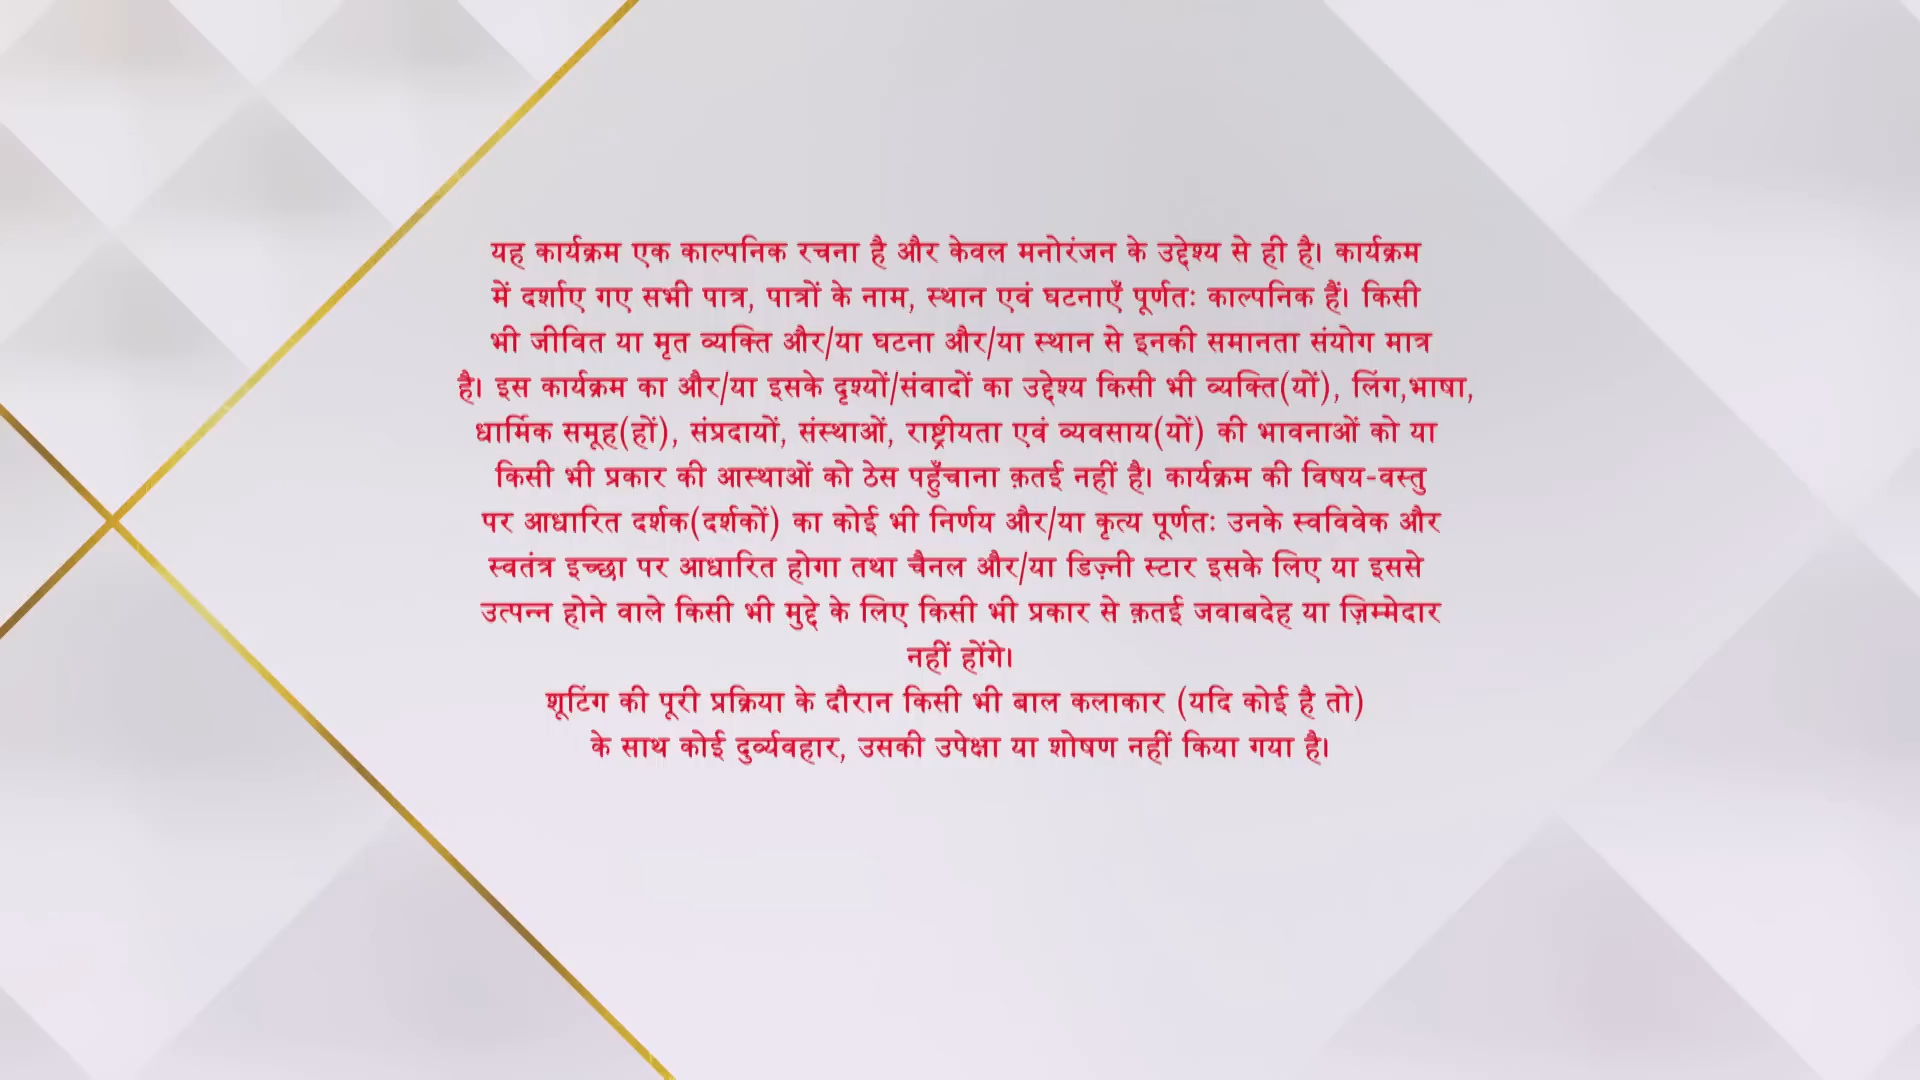 यह कार्यक्रम एक काल्पनिक रचना है और केवल मनोरंजन के उद्देश्य से ही है। कार्यक्रम
में दर्शाए गए सभी पात्र, पात्रों के नाम, स्थान एवं घटनाएँ पूर्णतः काल्पनिक हैं। किसी
भी जीवित या मृत व्यक्ति और/या घटना और/या स्थान से इनकी समानता संयोग मात्र
है। इस कार्यक्रम का और/या इसके दृश्यों/संवादों का उद्देश्य किसी भी व्यक्ति(यों), लिंग,भाषा,
धार्मिक समूह(हों), संप्रदायों, संस्थाओं, राष्ट्रीयता एवं व्यवसाय(यों) की भावनाओं को या
किसी भी प्रकार की आस्थाओं को ठेस पहुँचाना क़तई नहीं है। कार्यक्रम की विषय-वस्तु
पर आधारित दर्शक(दर्शकों) का कोई भी निर्णय और/या कृत्य पूर्णतः उनके स्वविवेक और
स्वतंत्र इच्छा पर आधारित होगा तथा चैनल और/या डिज़्नी स्टार इसके लिए या इससे
उत्पन्न होने वाले किसी भी मुद्दे के लिए किसी भी प्रकार से क़तई जवाबदेह या ज़िम्मेदार
नहीं होंगे।
शूटिंग की पूरी प्रक्रिया के दौरान किसी भी बाल कलाकार (यदि कोई है तो)
के साथ कोई दुर्व्यवहार, उसकी उपेक्षा या शोषण नहीं किया गया है।